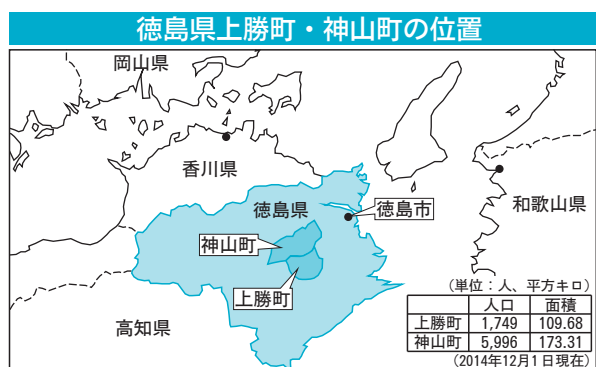 徳島県上勝町・神山町の位置
岡山県
香川県
徳島県
徳島市
和歌山県
神山町
上勝町
高知県
（単位：人、平方キロ）
人口 面積
上勝町 1,749 109.68
神山町 5,996 173.31
（2014年12月1日現在）